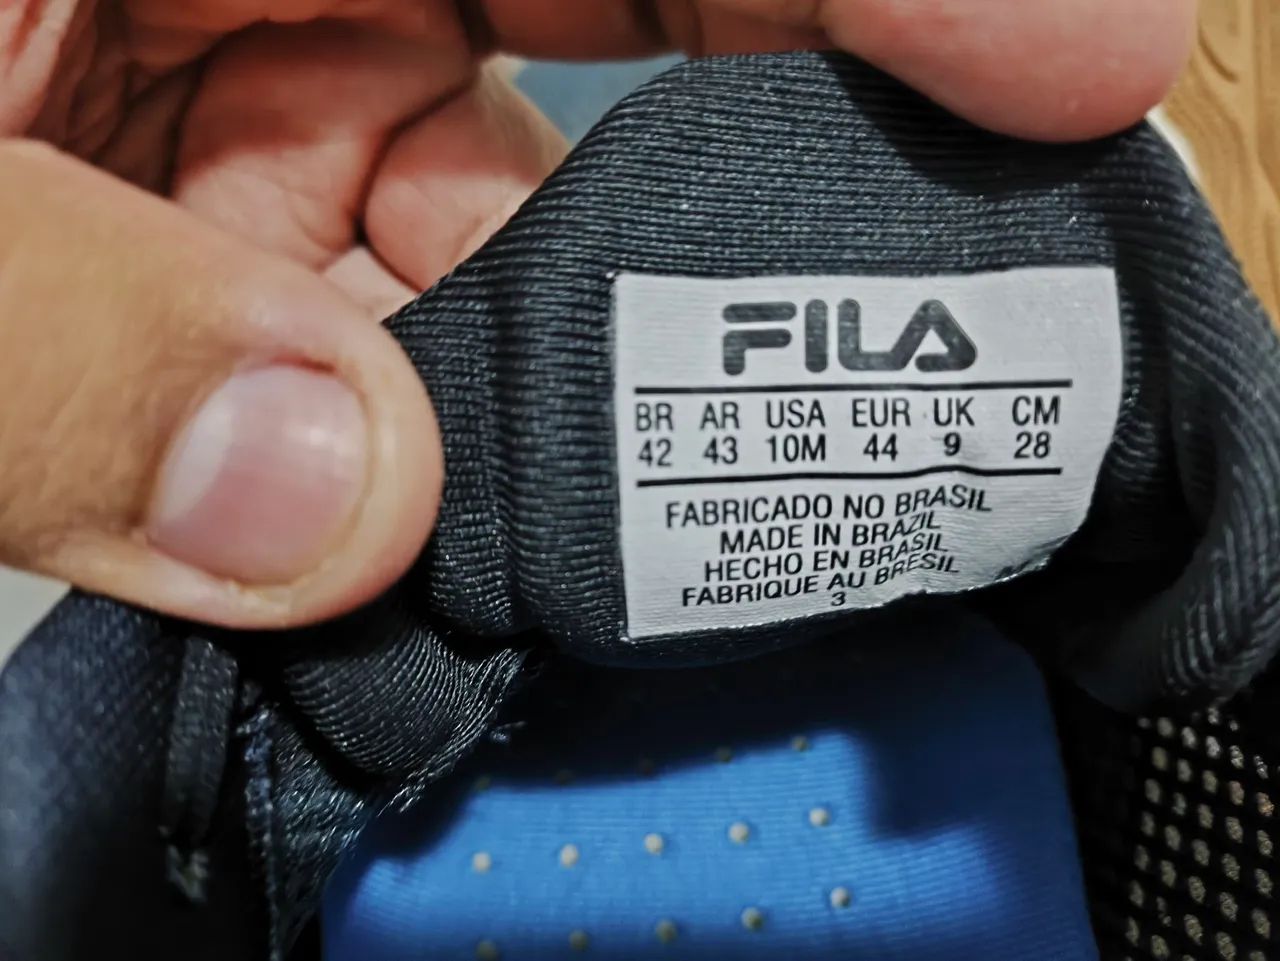 FILA
BR AR USA EUR UK CM
42 43 10M 44 9 28
FABRICADO NO BRASIL
MADE IN BRAZIL
HECHO EN BRASIL
FABRIQUE AU BRESIL
3